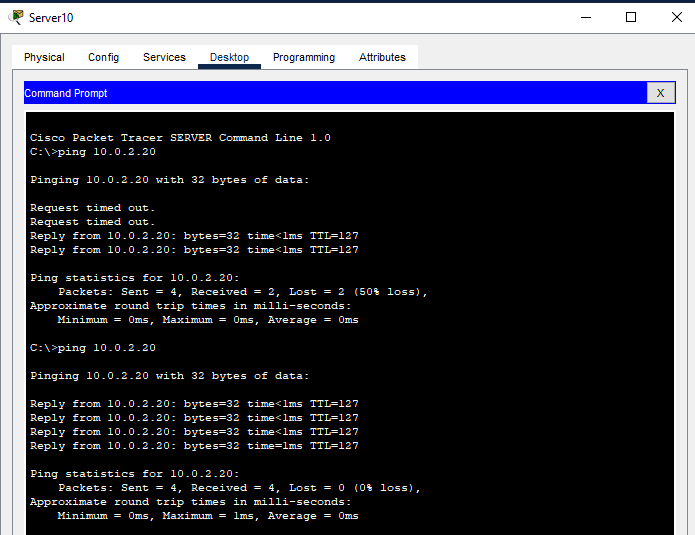 Server10
Physical Config Services Desktop Programming Attributes
Command Prompt X
Cisco Packet Tracer SERVER Command Line 1.0
C:\>ping 10.0.2.20
Pinging 10.0.2.20 with 32 bytes of data:
Request timed out.
Request timed out.
Reply from 10.0.2.20: bytes=32 time<1ms TTL=127
Reply from 10.0.2.20: bytes=32 time<1ms TTL=127
Ping statistics for 10.0.2.20:
    Packets: Sent = 4, Received = 2, Lost = 2 (50% loss),
Approximate round trip times in milli-seconds:
    Minimum = 0ms, Maximum = 0ms, Average = 0ms
C:\>ping 10.0.2.20
Pinging 10.0.2.20 with 32 bytes of data:
Reply from 10.0.2.20: bytes=32 time<1ms TTL=127
Reply from 10.0.2.20: bytes=32 time<1ms TTL=127
Reply from 10.0.2.20: bytes=32 time<1ms TTL=127
Reply from 10.0.2.20: bytes=32 time=1ms TTL=127
Ping statistics for 10.0.2.20:
    Packets: Sent = 4, Received = 4, Lost = 0 (0% loss),
Approximate round trip times in milli-seconds:
    Minimum = 0ms, Maximum = 1ms, Average = 0ms